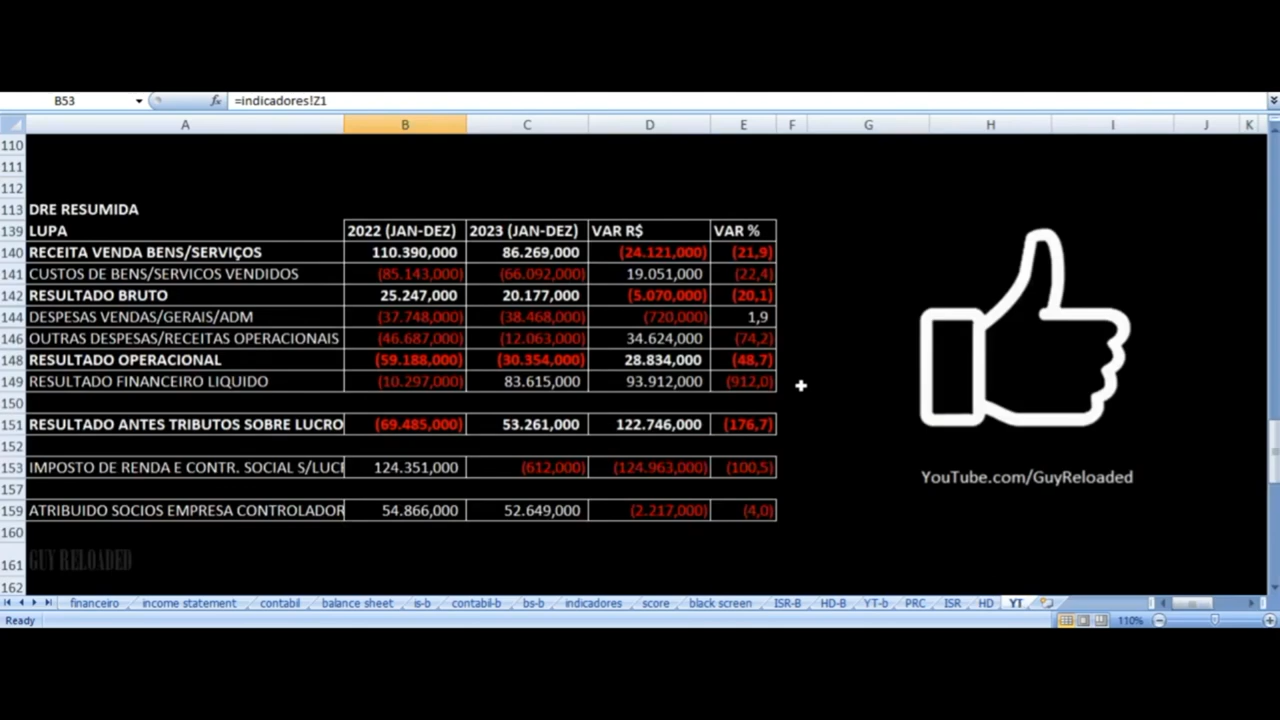 B53 =indicadores!Z1
A B C D E F G H I J K
110
111
112
113 DRE RESUMIDA
139 LUPA 2022 (JAN-DEZ) 2023 (JAN-DEZ) VAR R$ VAR %
140 RECEITA VENDA BENS/SERVIÇOS 110.390,000 86.269,000 (24.121,000) (21,9)
141 CUSTOS DE BENS/SERVICOS VENDIDOS (85.143,000) (66.092,000) 19.051,000 (22,4)
142 RESULTADO BRUTO 25.247,000 20.177,000 (5.070,000) (20,1)
144 DESPESAS VENDAS/GERAIS/ADM (37.748,000) (38.468,000) (720,000) 1,9
146 OUTRAS DESPESAS/RECEITAS OPERACIONAIS (46.687,000) (12.063,000) 34.624,000 (74,2)
148 RESULTADO OPERACIONAL (59.188,000) (30.354,000) 28.834,000 (48,7)
149 RESULTADO FINANCEIRO LIQUIDO (10.297,000) 83.615,000 93.912,000 (912,0)
150
151 RESULTADO ANTES TRIBUTOS SOBRE LUCRO (69.485,000) 53.261,000 122.746,000 (176,7)
152
153 IMPOSTO DE RENDA E CONTR. SOCIAL S/LUCR 124.351,000 (612,000) (124.963,000) (100,5)
157
159 ATRIBUIDO SOCIOS EMPRESA CONTROLADOR 54.866,000 52.649,000 (2.217,000) (4,0)
160
161 GUY RELOADED
162
YouTube.com/GuyReloaded
financeiro income statement contabil balance sheet is-b contabil-b bs-b indicadores score black screen ISR-B HD-B YT-b PRC ISR HD YT
Ready 110%